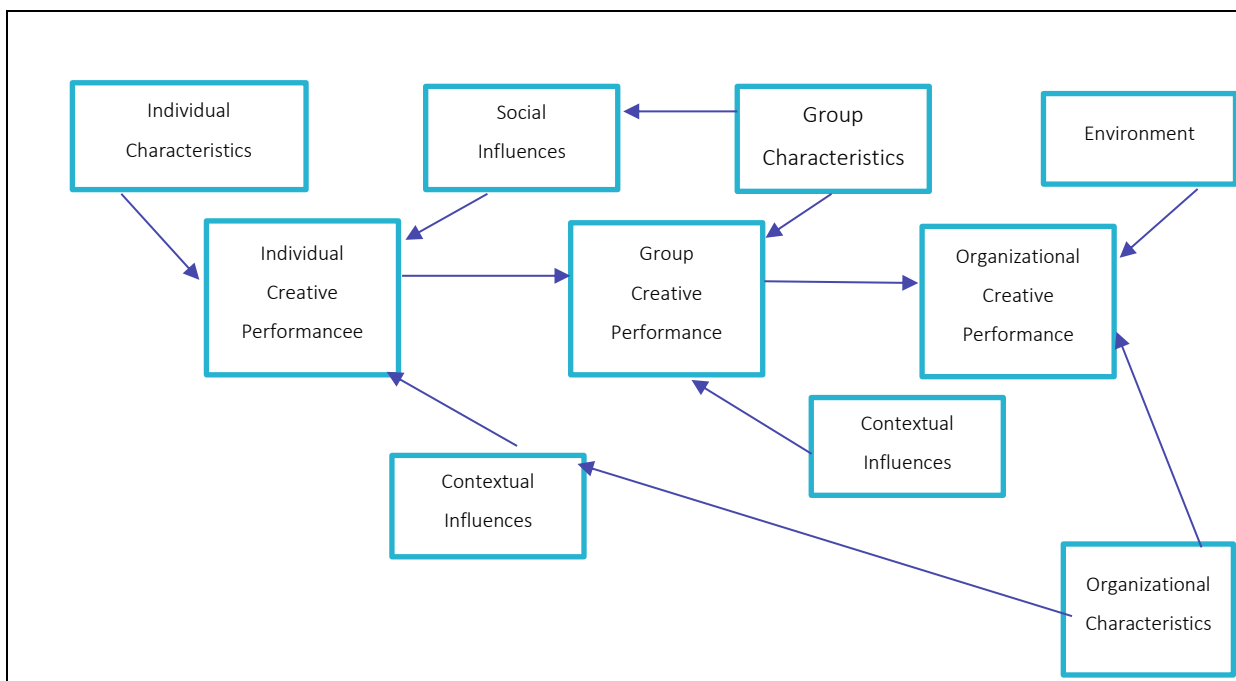 Individual
Characteristics
Social
Influences
Group
Characteristics
Environment
Individual
Creative
Performancee
Group
Creative
Performance
Organizational
Creative
Performance
Contextual
Influences
Contextual
Influences
Organizational
Characteristics